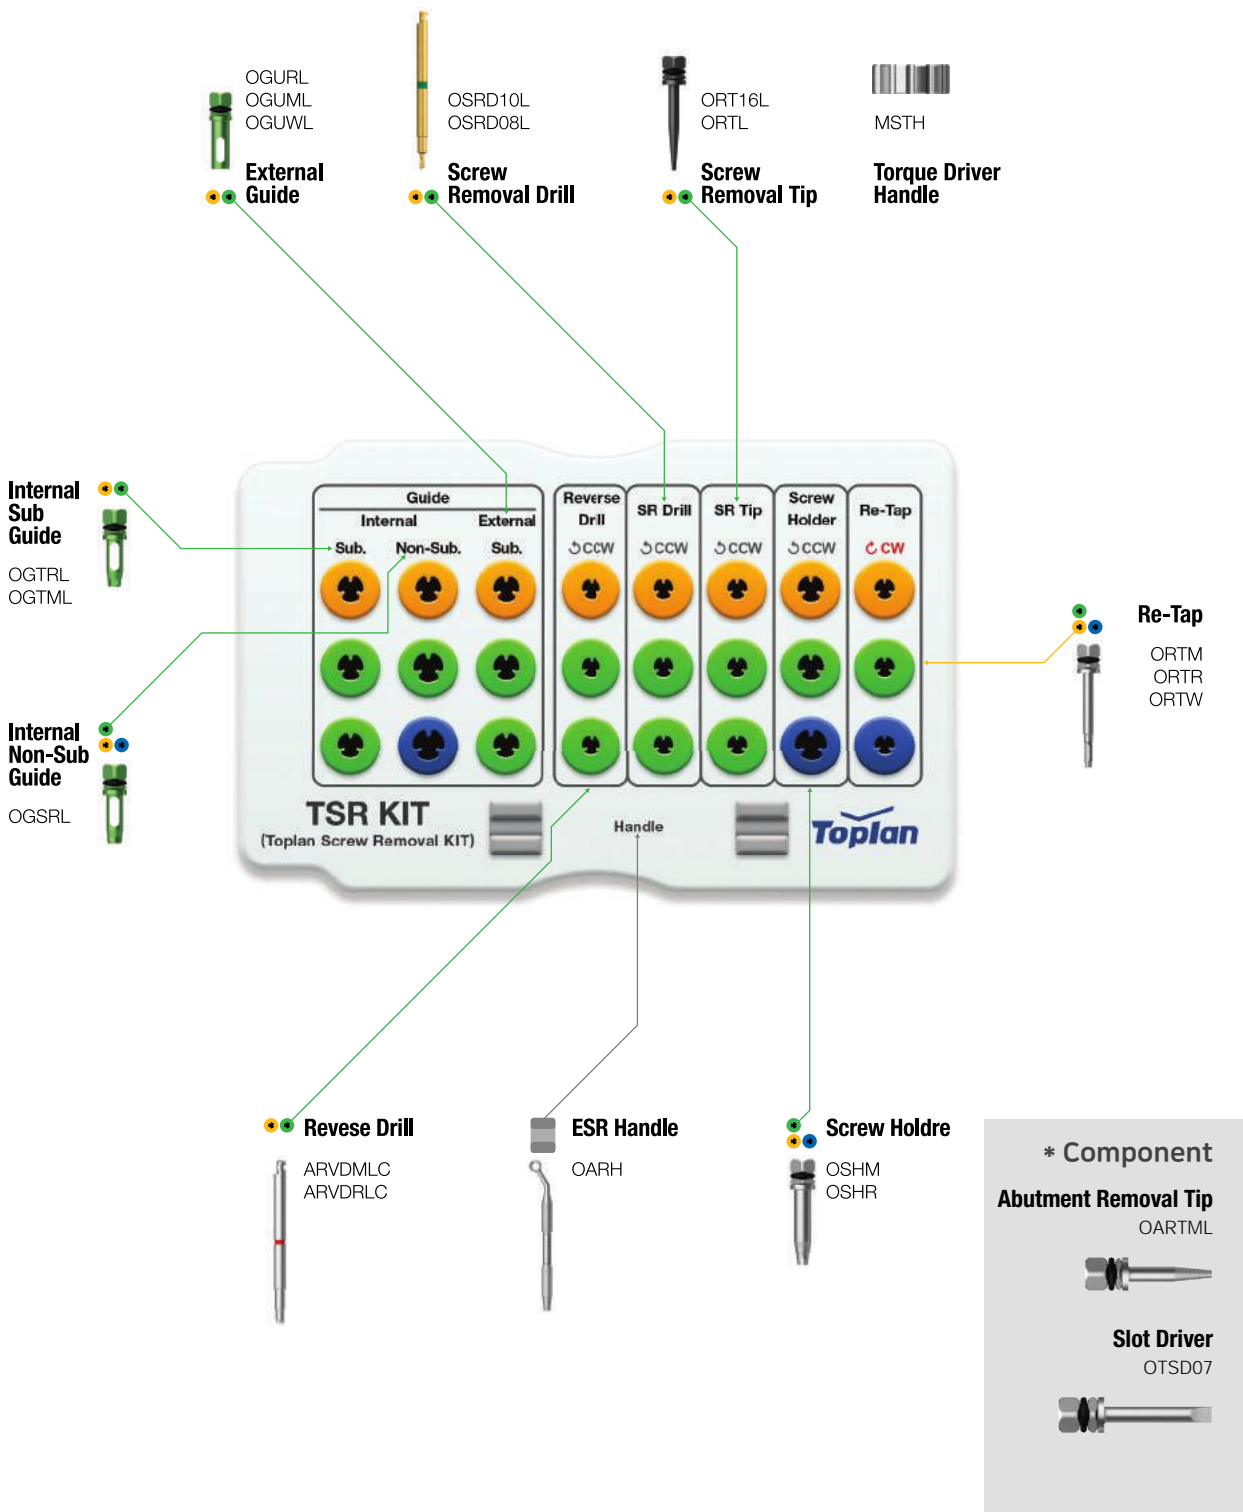 OGURL
OGUML
OGUWL
External
Guide
OSRD10L
OSRD08L
Screw
Removal Drill
ORT16L
ORTL
Screw
Removal Tip
MSTH
Torque Driver
Handle
Internal
Sub
Guide
OGTRL
OGTML
Internal
Non-Sub
Guide
OGSRL
Guide
Internal
External
Sub.
Non-Sub.
Sub.
Reverse
Drll
CCW
SR Drill
CCW
SR Tip
CCW
Screw
Holder
CCW
Re-Tap
CW
TSR KIT
(Toplan Screw Removal KIT)
Handle
Toplan
Re-Tap
ORTM
ORTR
ORTW
Revese Drill
ARVDMLC
ARVDRLC
ESR Handle
OARH
Screw Holdre
OSHM
OSHR
* Component
Abutment Removal Tip
OARTML
Slot Driver
OTSD07